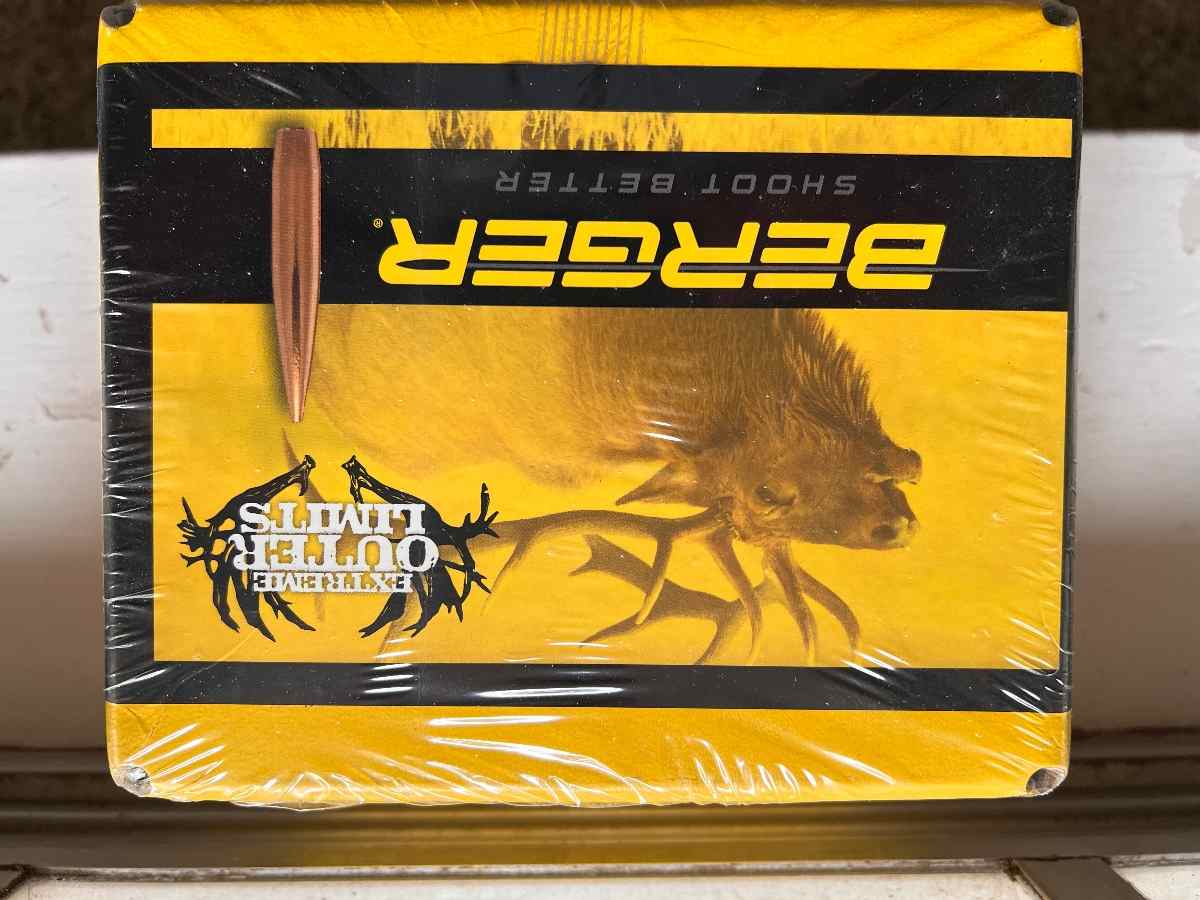 EXTREME
OUTER
LIMITS
BERGER®
SHOOT BETTER